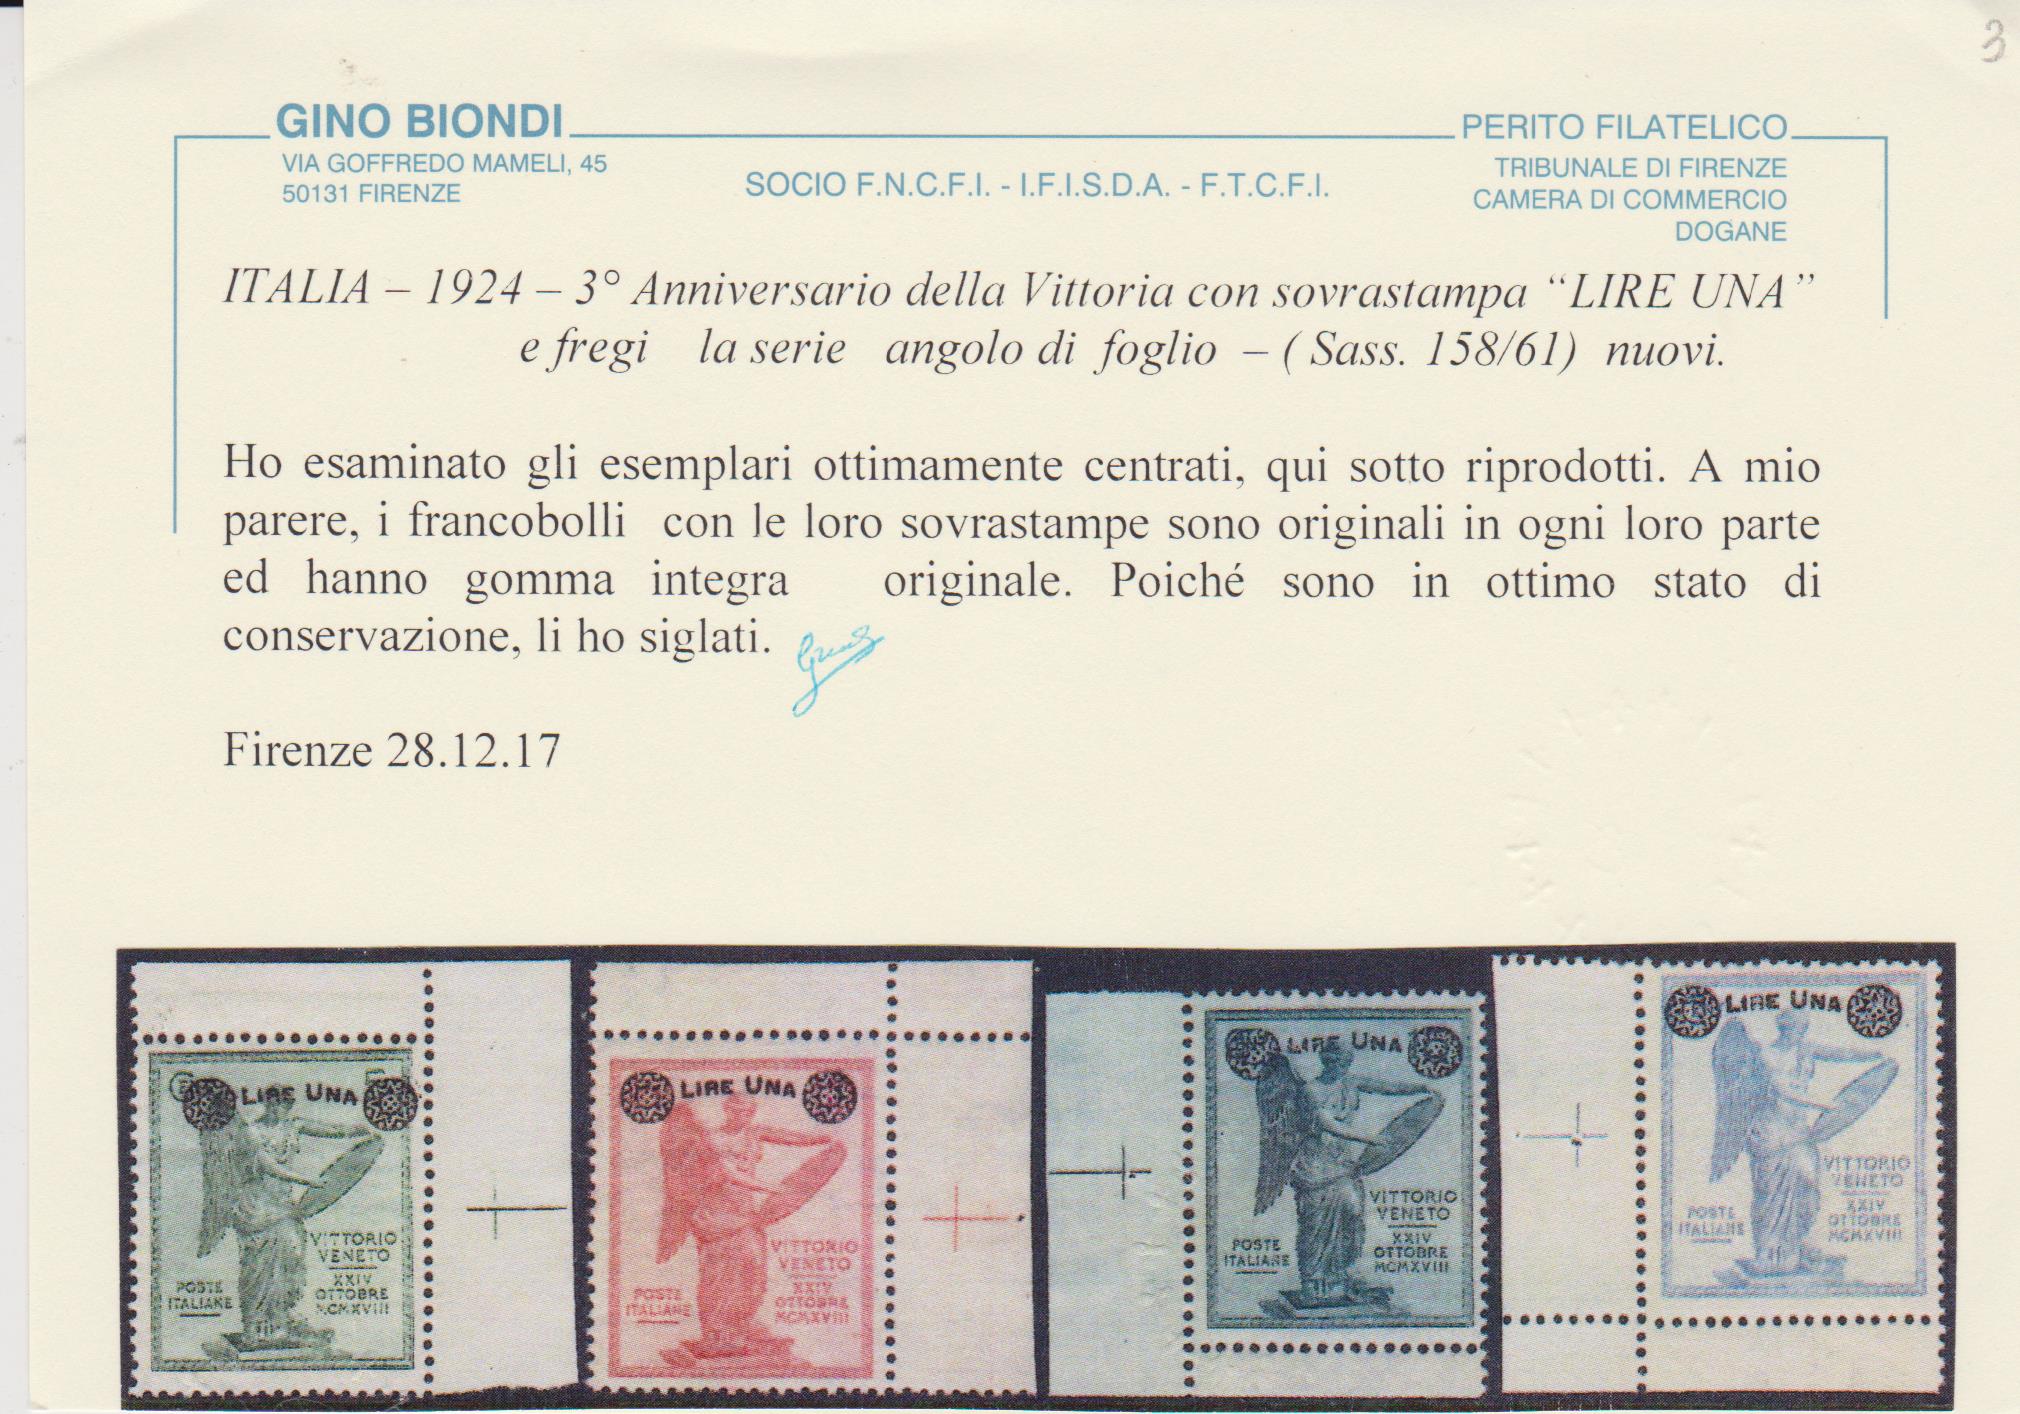 3
GINO BIONDI
VIA GOFFREDO MAMELI, 45
50131 FIRENZE
SOCIO F.N.C.F.I. - I.F.I.S.D.A. - F.T.C.F.I.
PERITO FILATELICO
TRIBUNALE DI FIRENZE
CAMERA DI COMMERCIO
DOGANE
ITALIA – 1924 – 3° Anniversario della Vittoria con sovrastampa “LIRE UNA”
e fregi la serie angolo di foglio – ( Sass. 158/61) nuovi.
Ho esaminato gli esemplari ottimamente centrati, qui sotto riprodotti. A mio
parere, i francobolli con le loro sovrastampe sono originali in ogni loro parte
ed hanno gomma integra originale. Poiché sono in ottimo stato di
conservazione, li ho siglati.
Firenze 28.12.17
LIRE UNA
VITTORIO
VENETO
XXIV
OTTOBRE
MCMXVIII
POSTE
ITALIANE
LIRE UNA
VITTORIO
VENETO
XXIV
OTTOBRE
MCMXVIII
POSTE
ITALIANE
LIRE UNA
VITTORIO
VENETO
XXIV
OTTOBRE
MCMXVIII
POSTE
ITALIANE
LIRE UNA
VITTORIO
VENETO
XXIV
OTTOBRE
MCMXVIII
POSTE
ITALIANE